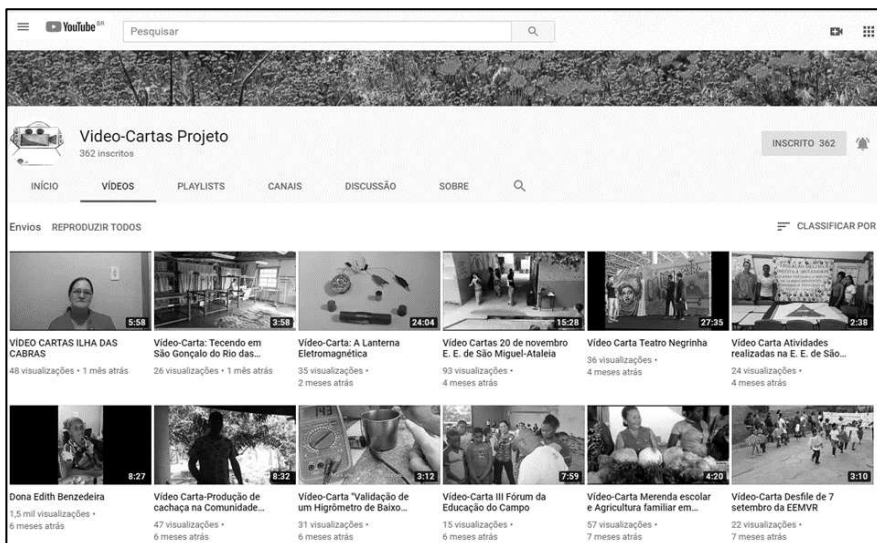 YouTube BR
Pesquisar
Video-Cartas Projeto
362 inscritos
INSCRITO 362
INÍCIO VÍDEOS PLAYLISTS CANAIS DISCUSSÃO SOBRE
Envios REPRODUZIR TODOS
CLASSIFICAR POR
5:58
3:58
24:04
15:28
27:35
2:38
VÍDEO CARTAS ILHA DAS
CABRAS
48 visualizações • 1 mês atrás
Vídeo-Carta: Tecendo em
São Gonçalo do Rio das...
26 visualizações • 1 mês atrás
Vídeo-Carta: A Lanterna
Eletromagnética
35 visualizações •
2 meses atrás
Vídeo Cartas 20 de novembro
E. E. de São Miguel-Ataleia
93 visualizações •
4 meses atrás
Vídeo Carta Teatro Negrinha
36 visualizações •
4 meses atrás
Vídeo Carta Atividades
realizadas na E. E. de São...
24 visualizações •
4 meses atrás
8:27
8:32
3:12
7:59
4:20
3:10
Dona Edith Benzedeira
1,5 mil visualizações •
6 meses atrás
Vídeo Carta-Produção de
cachaça na Comunidade...
47 visualizações •
6 meses atrás
Vídeo-Carta "Validação de
um Higrômetro de Baixo...
31 visualizações •
6 meses atrás
Vídeo-Carta III Fórum da
Educação do Campo
15 visualizações •
6 meses atrás
Vídeo-Carta Merenda escolar
e Agricultura familiar em...
57 visualizações •
7 meses atrás
Vídeo-Carta Desfile de 7
setembro da EEMVR
22 visualizações •
7 meses atrás